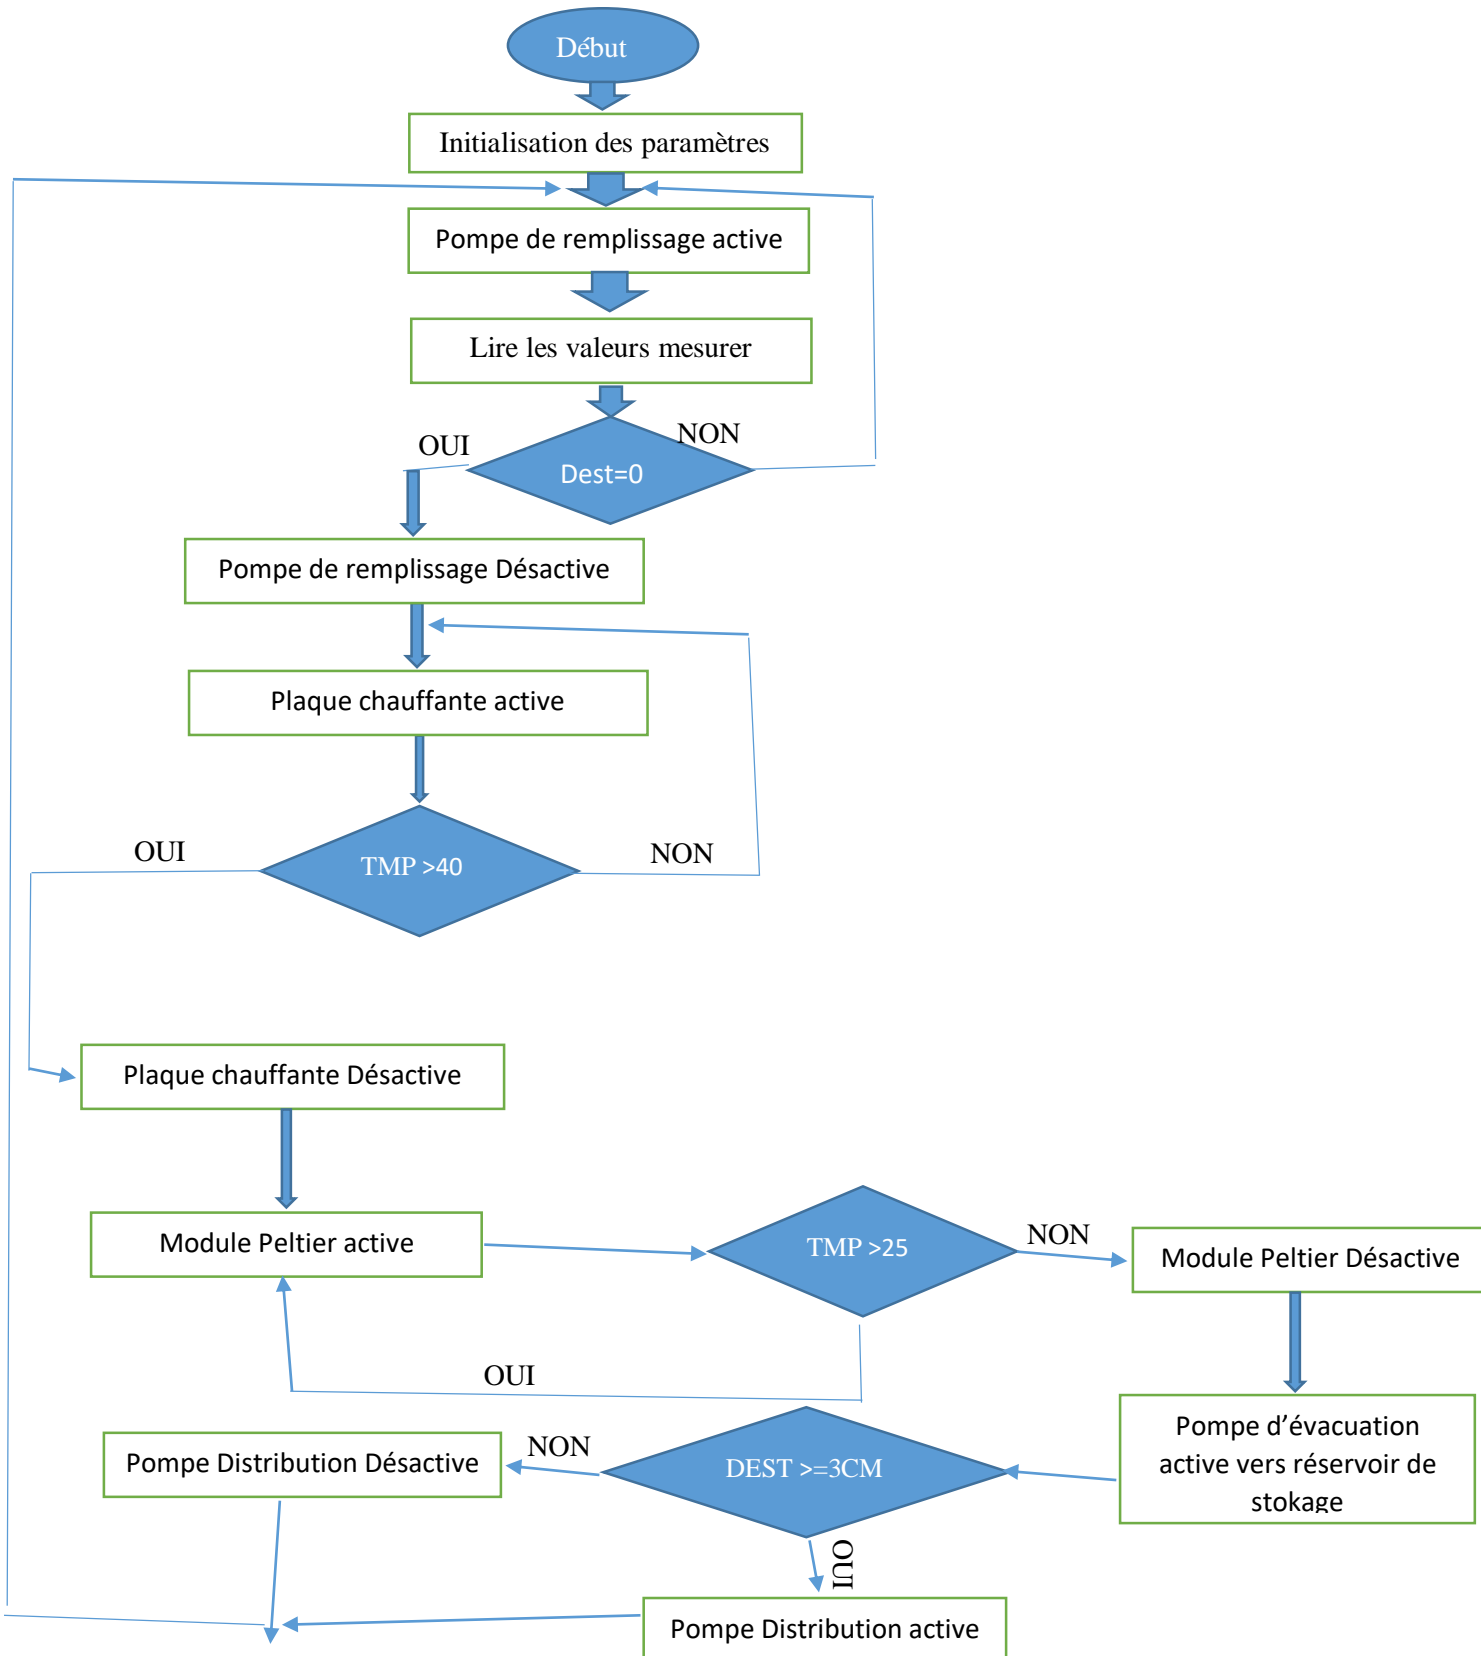 Début
Initialisation des paramètres
Pompe de remplissage active
Lire les valeurs mesurer
OUI
NON
Dest=0
Pompe de remplissage Désactive
Plaque chauffante active
OUI
TMP >40
NON
Plaque chauffante Désactive
Module Peltier active
TMP >25
NON
Module Peltier Désactive
OUI
Pompe d’évacuation
active vers réservoir de
stokage
Pompe Distribution Désactive
NON
DEST >=3CM
OUI
Pompe Distribution active